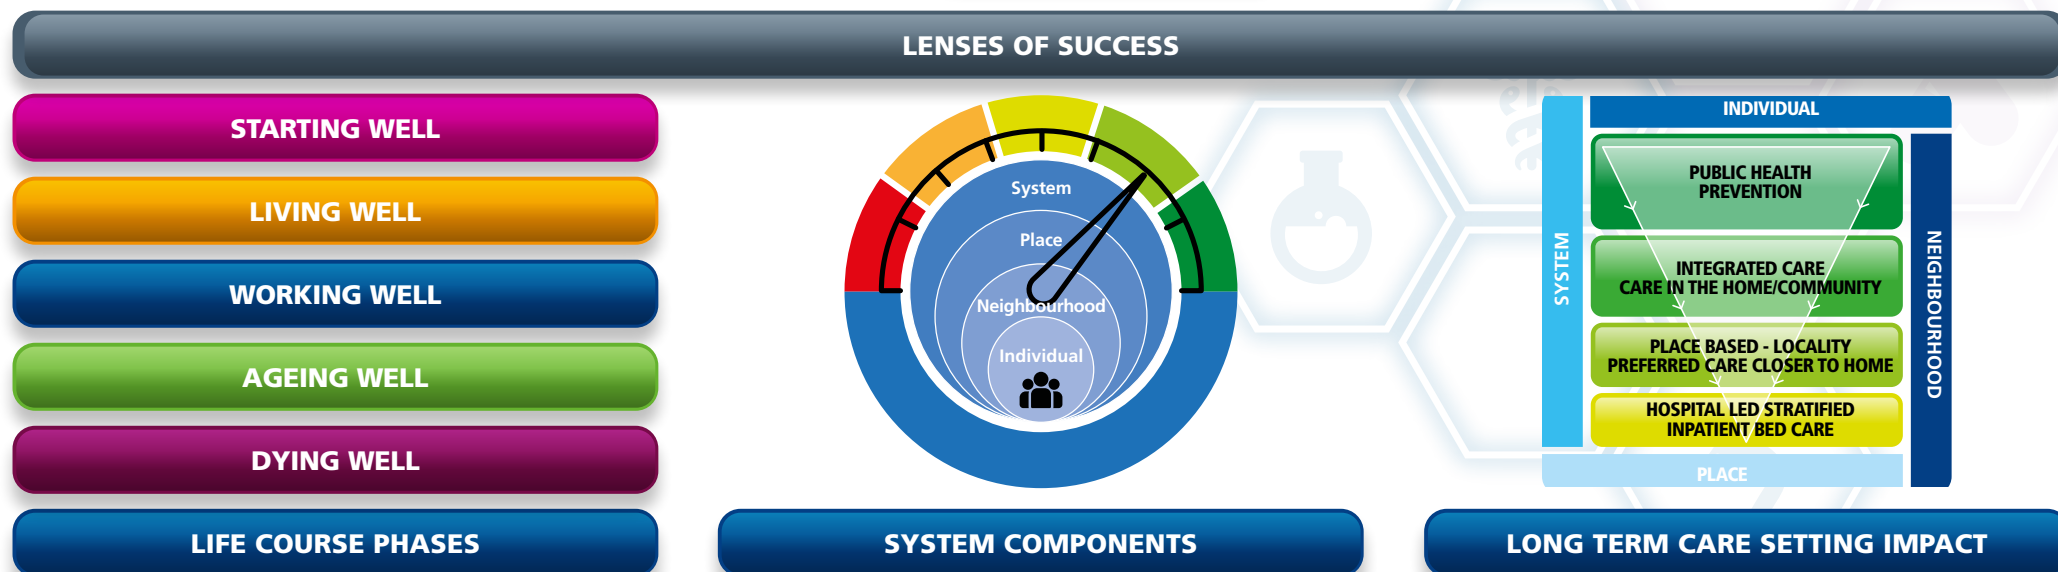 LENSES OF SUCCESS
STARTING WELL
LIVING WELL
WORKING WELL
AGEING WELL
DYING WELL
LIFE COURSE PHASES
System
Place
Neighbourhood
Individual
SYSTEM COMPONENTS
INDIVIDUAL
SYSTEM
PUBLIC HEALTH
PREVENTION
INTEGRATED CARE
CARE IN THE HOME/COMMUNITY
PLACE BASED - LOCALITY
PREFERRED CARE CLOSER TO HOME
HOSPITAL LED STRATIFIED
INPATIENT BED CARE
NEIGHBOURHOOD
PLACE
LONG TERM CARE SETTING IMPACT